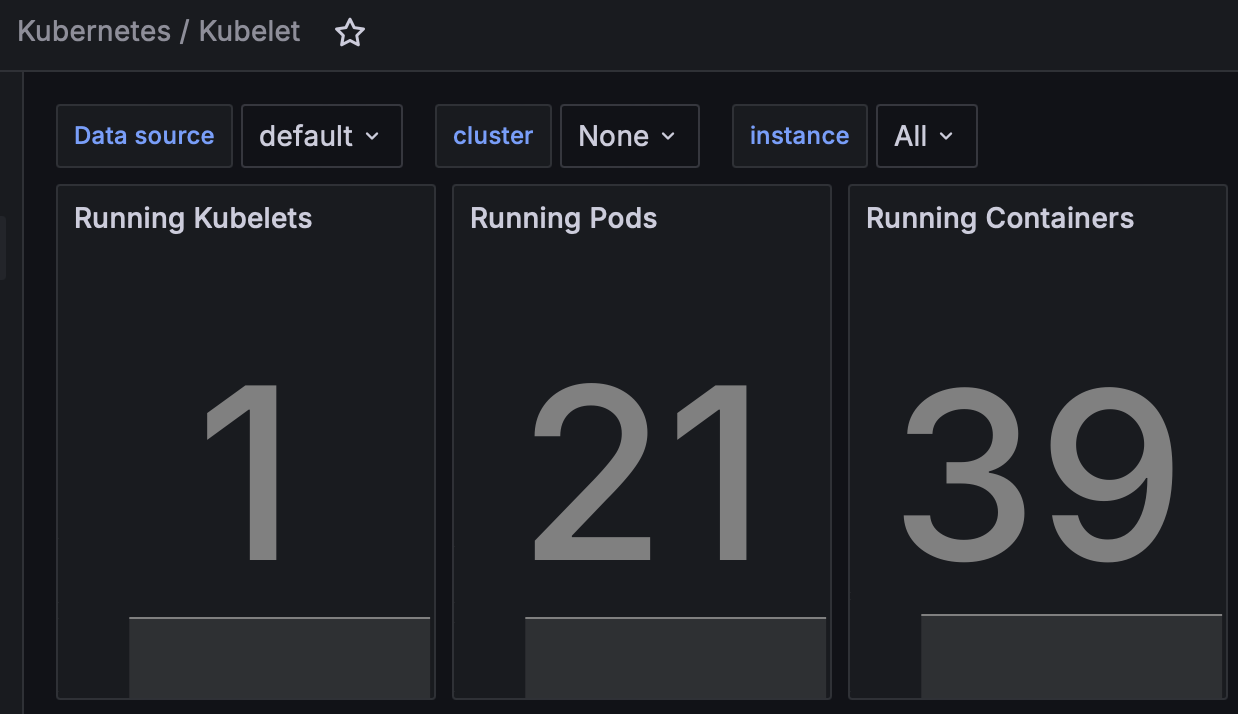 Kubernetes / Kubelet
Data source default cluster None instance All
Running Kubelets Running Pods Running Containers
1 21 39